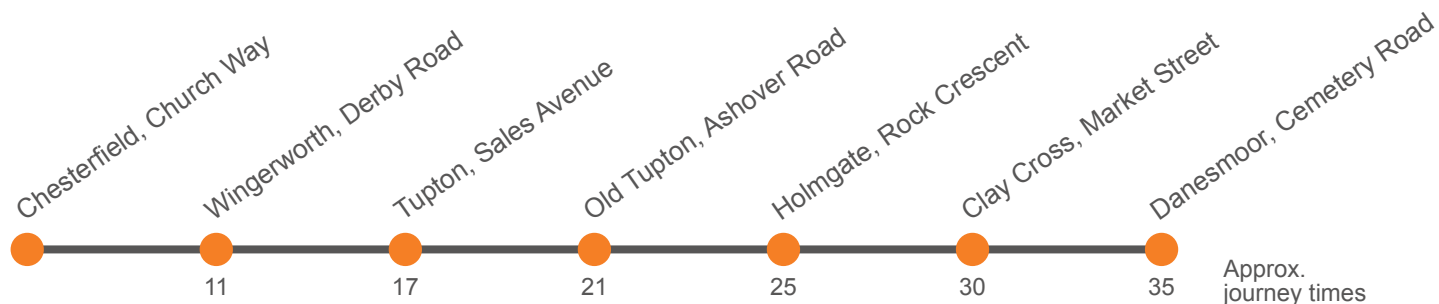 Chesterfield, Church Way
Wingerworth, Derby Road
Tupton, Sales Avenue
Old Tupton, Ashover Road
Holmgate, Rock Crescent
Clay Cross, Market Street
Danesmoor, Cemetery Road
11
17
21
25
30
35
Approx.
journey times